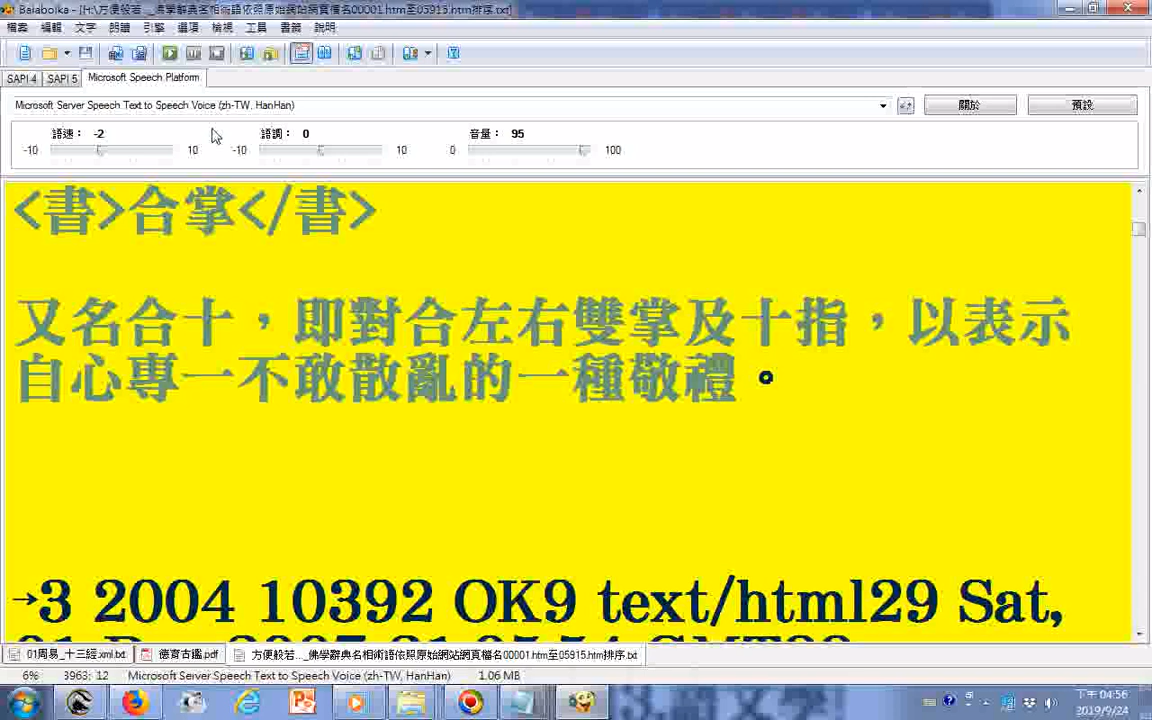 Balabolka - [H:\方便般若..._佛學辭典名相術語依照原始網站網頁檔名00001.htm至05915.htm排序.txt]
檔案 編輯 文字 朗讀 引擎 選項 檢視 工具 書籤 說明
SAPI 4 SAPI 5 Microsoft Speech Platform
Microsoft Server Speech Text to Speech Voice (zh-TW, HanHan) 關於 預設
語速： -2 語調： 0 音量： 95
-10 10 -10 10 0 100
<書>合掌</書>
又名合十，即對合左右雙掌及十指，以表示
自心專一不敢散亂的一種敬禮。
→3 2004 10392 OK9 text/html29 Sat,
01周易_十三經.xml.txt 德育古鑑.pdf 方便般若..._佛學辭典名相術語依照原始網站網頁檔名00001.htm至05915.htm排序.txt
6% 3963: 12 Microsoft Server Speech Text to Speech Voice (zh-TW, HanHan) 1.06 MB
下午 04:56
2019/9/24